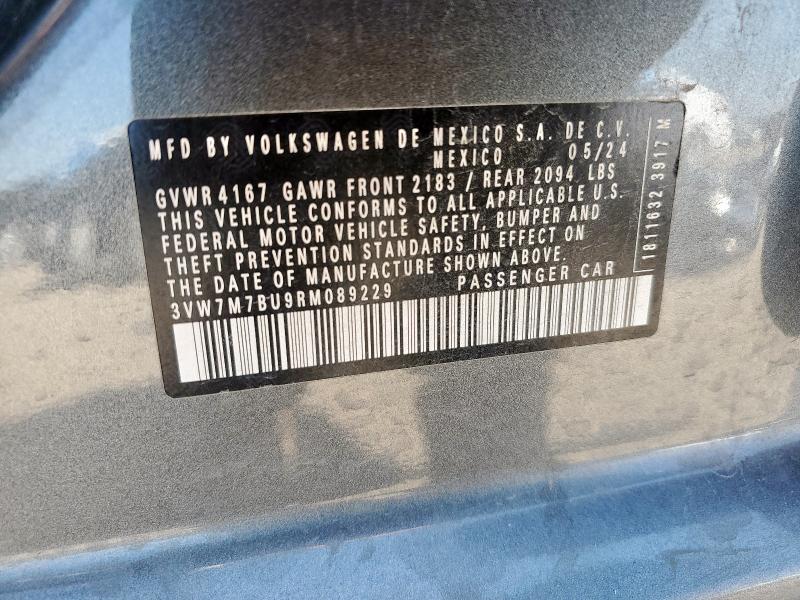 MFD BY VOLKSWAGEN DE MEXICO S.A. DE C.V.
MEXICO 05/24
GVWR 4167 GAWR FRONT 2183 / REAR 2094 LBS
THIS VEHICLE CONFORMS TO ALL APPLICABLE U.S.
FEDERAL MOTOR VEHICLE SAFETY, BUMPER AND
THEFT PREVENTION STANDARDS IN EFFECT ON
THE DATE OF MANUFACTURE SHOWN ABOVE.
3VW7M7BU9RM089229 PASSENGER CAR
1811632.3917 M